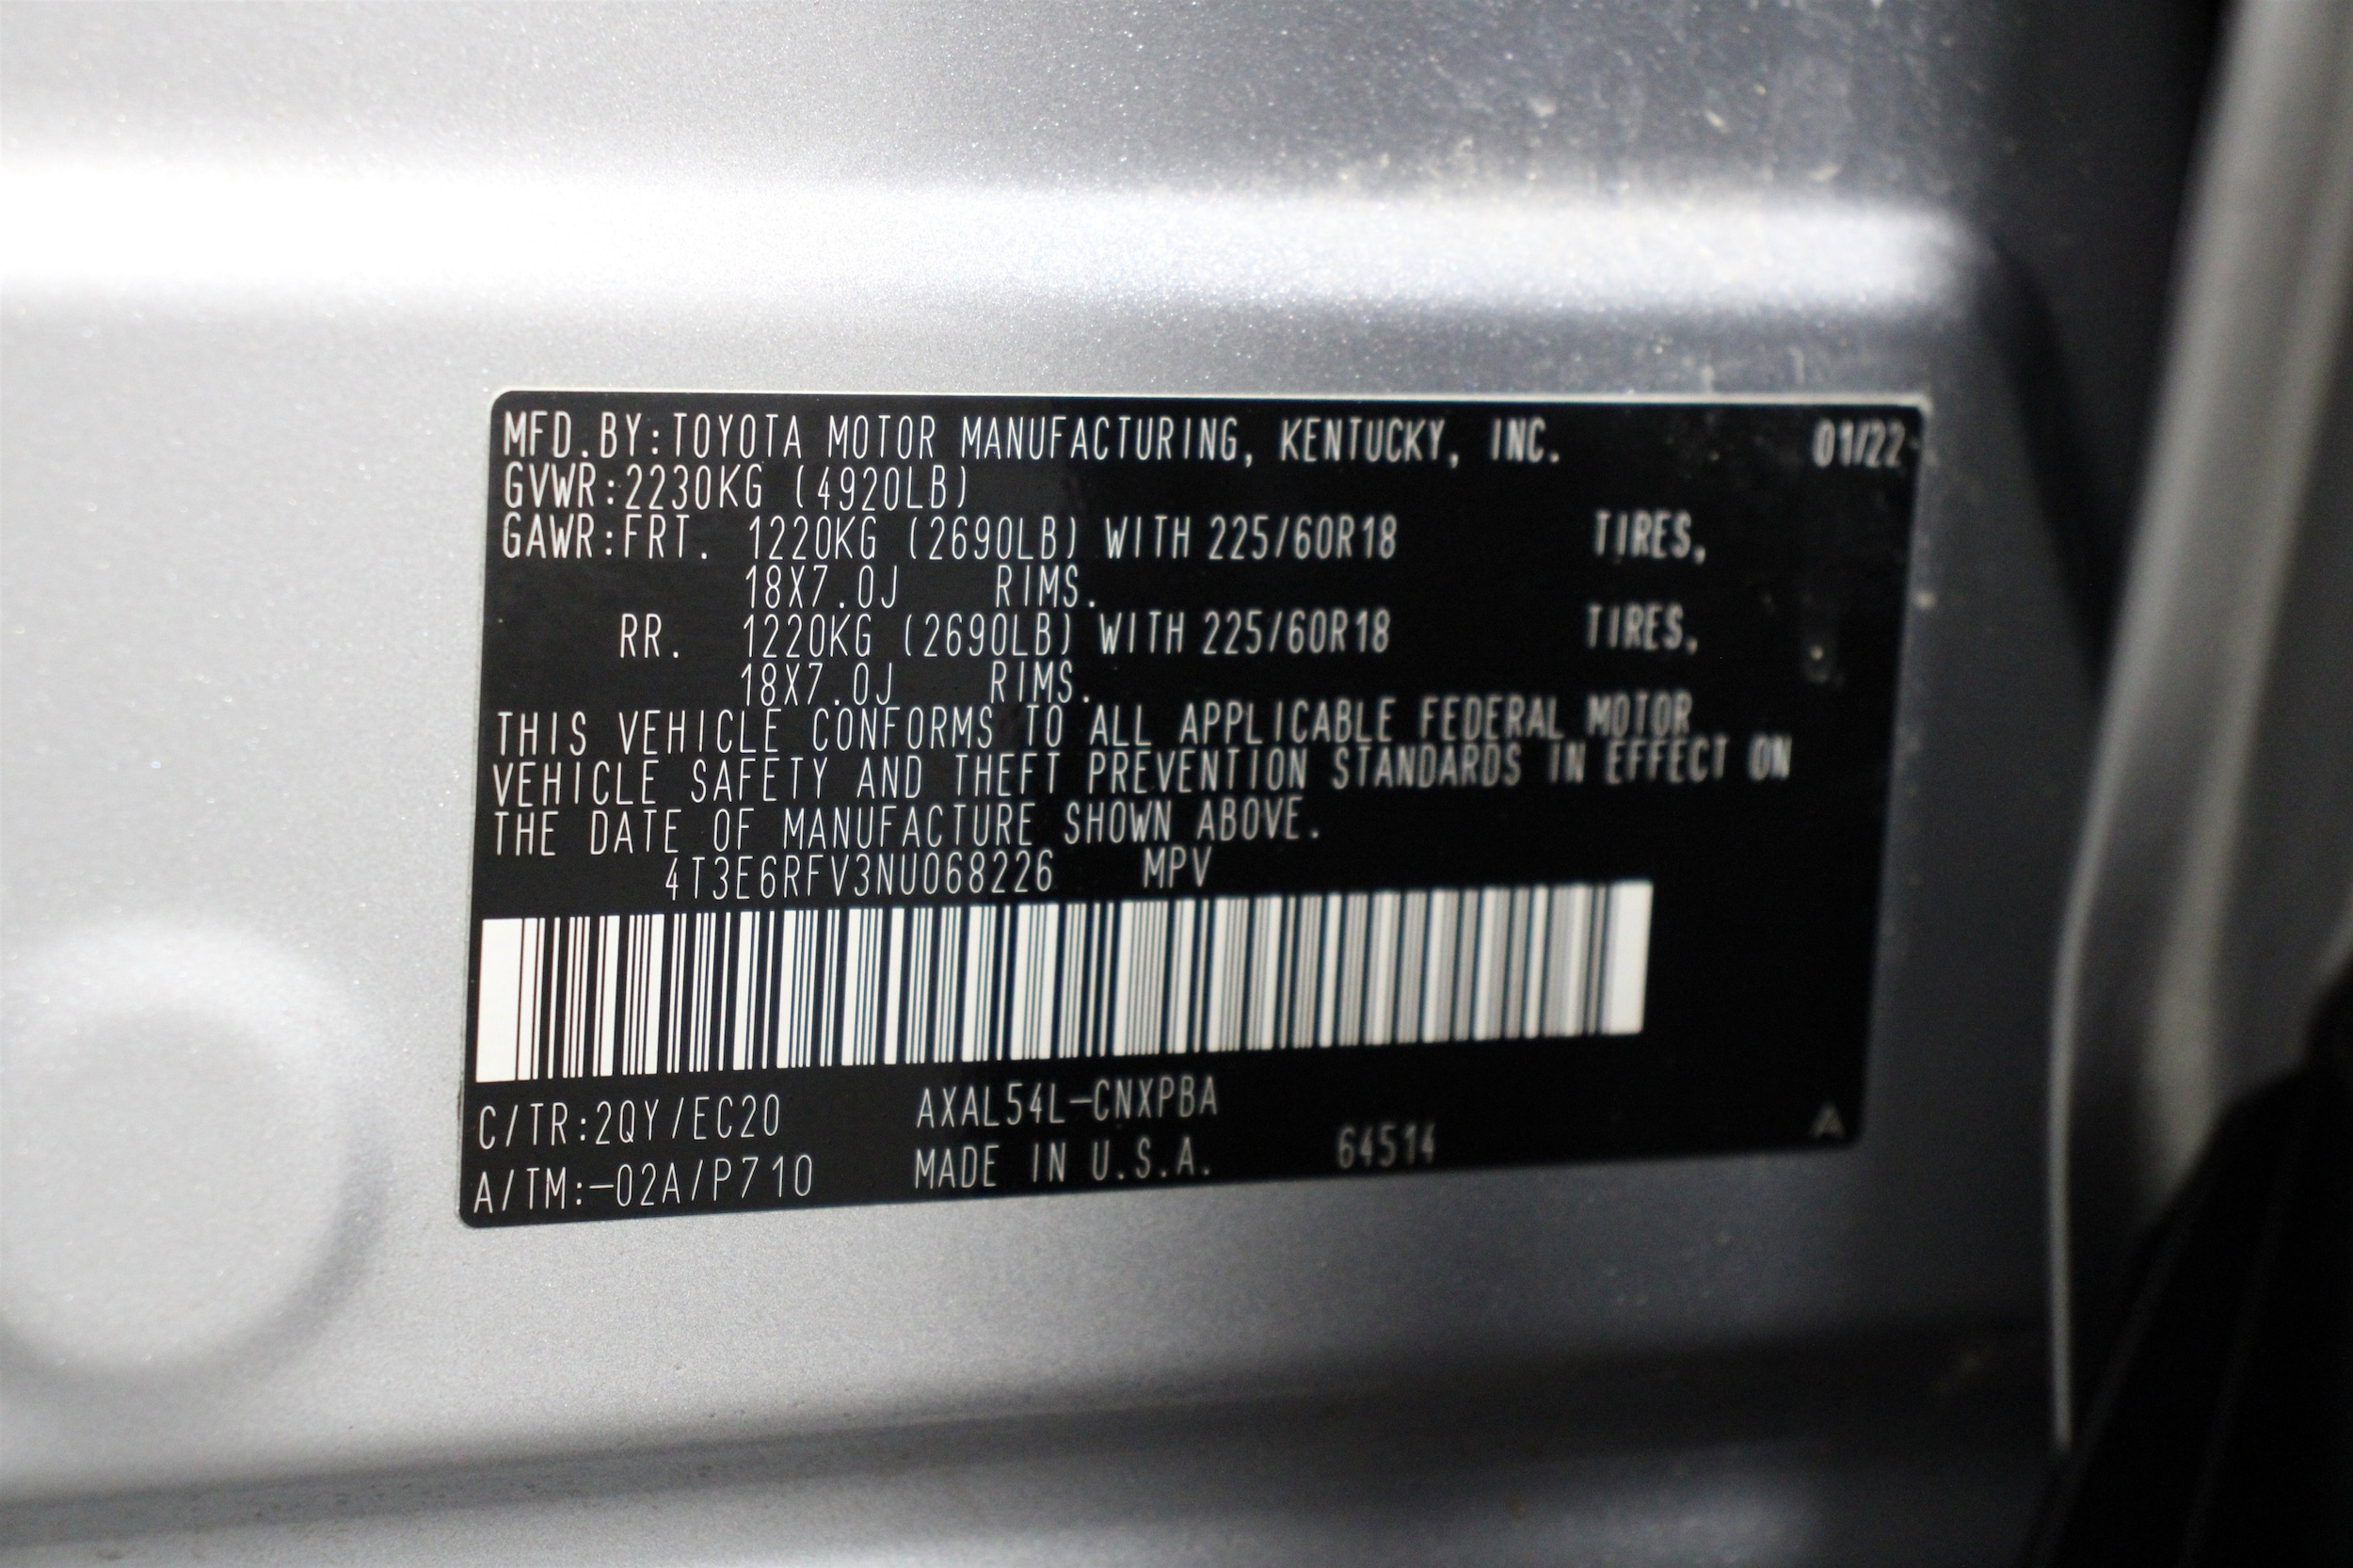 MFD.BY:TOYOTA MOTOR MANUFACTURING, KENTUCKY, INC. 01/22
GVWR:2230KG (4920LB)
GAWR:FRT. 1220KG (2690LB) WITH 225/60R18 TIRES,
18X7.0J RIMS.
RR. 1220KG (2690LB) WITH 225/60R18 TIRES,
18X7.0J RIMS.
THIS VEHICLE CONFORMS TO ALL APPLICABLE FEDERAL MOTOR
VEHICLE SAFETY AND THEFT PREVENTION STANDARDS IN EFFECT ON
THE DATE OF MANUFACTURE SHOWN ABOVE.
4T3E6RFV3NU068226 MPV
C/TR:2QY/EC20 AXAL54L-CNXPBA
A/TM:-02A/P710 MADE IN U.S.A. 64514